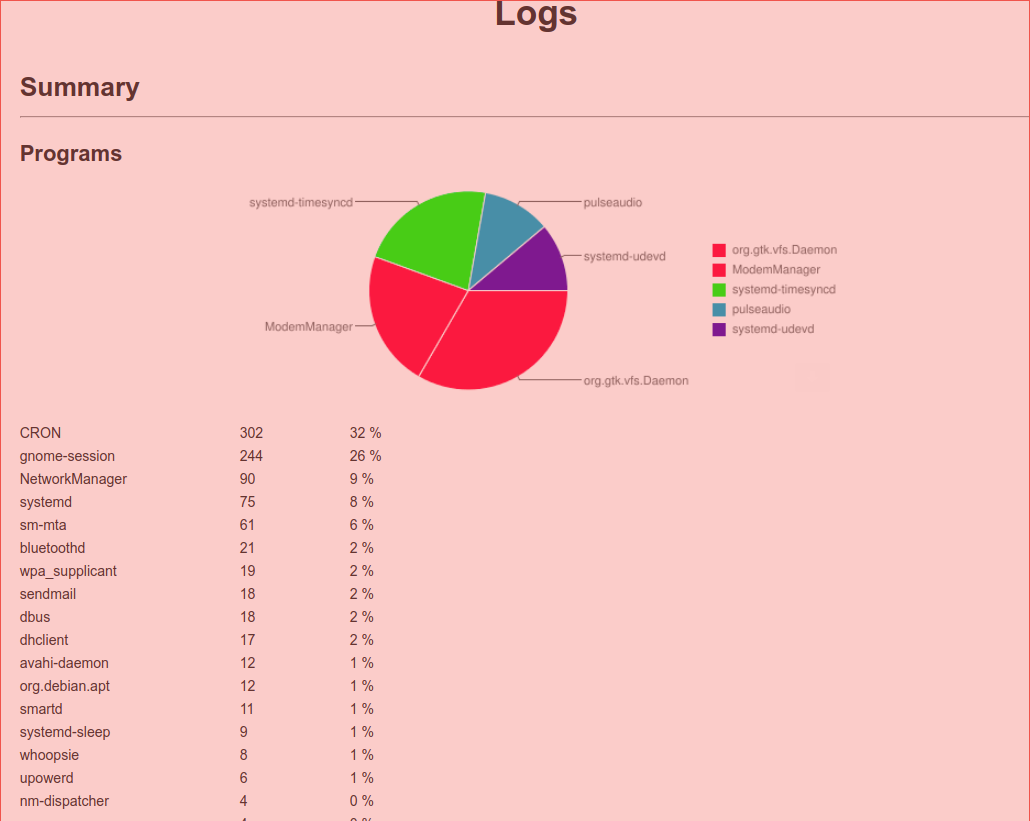 Logs
Summary
Programs
systemd-timesyncd
pulseaudio
systemd-udevd
ModemManager
org.gtk.vfs.Daemon
org.gtk.vfs.Daemon
ModemManager
systemd-timesyncd
pulseaudio
systemd-udevd
CRON 302 32 %
gnome-session 244 26 %
NetworkManager 90 9 %
systemd 75 8 %
sm-mta 61 6 %
bluetoothd 21 2 %
wpa_supplicant 19 2 %
sendmail 18 2 %
dbus 18 2 %
dhclient 17 2 %
avahi-daemon 12 1 %
org.debian.apt 12 1 %
smartd 11 1 %
systemd-sleep 9 1 %
whoopsie 8 1 %
upowerd 6 1 %
nm-dispatcher 4 0 %